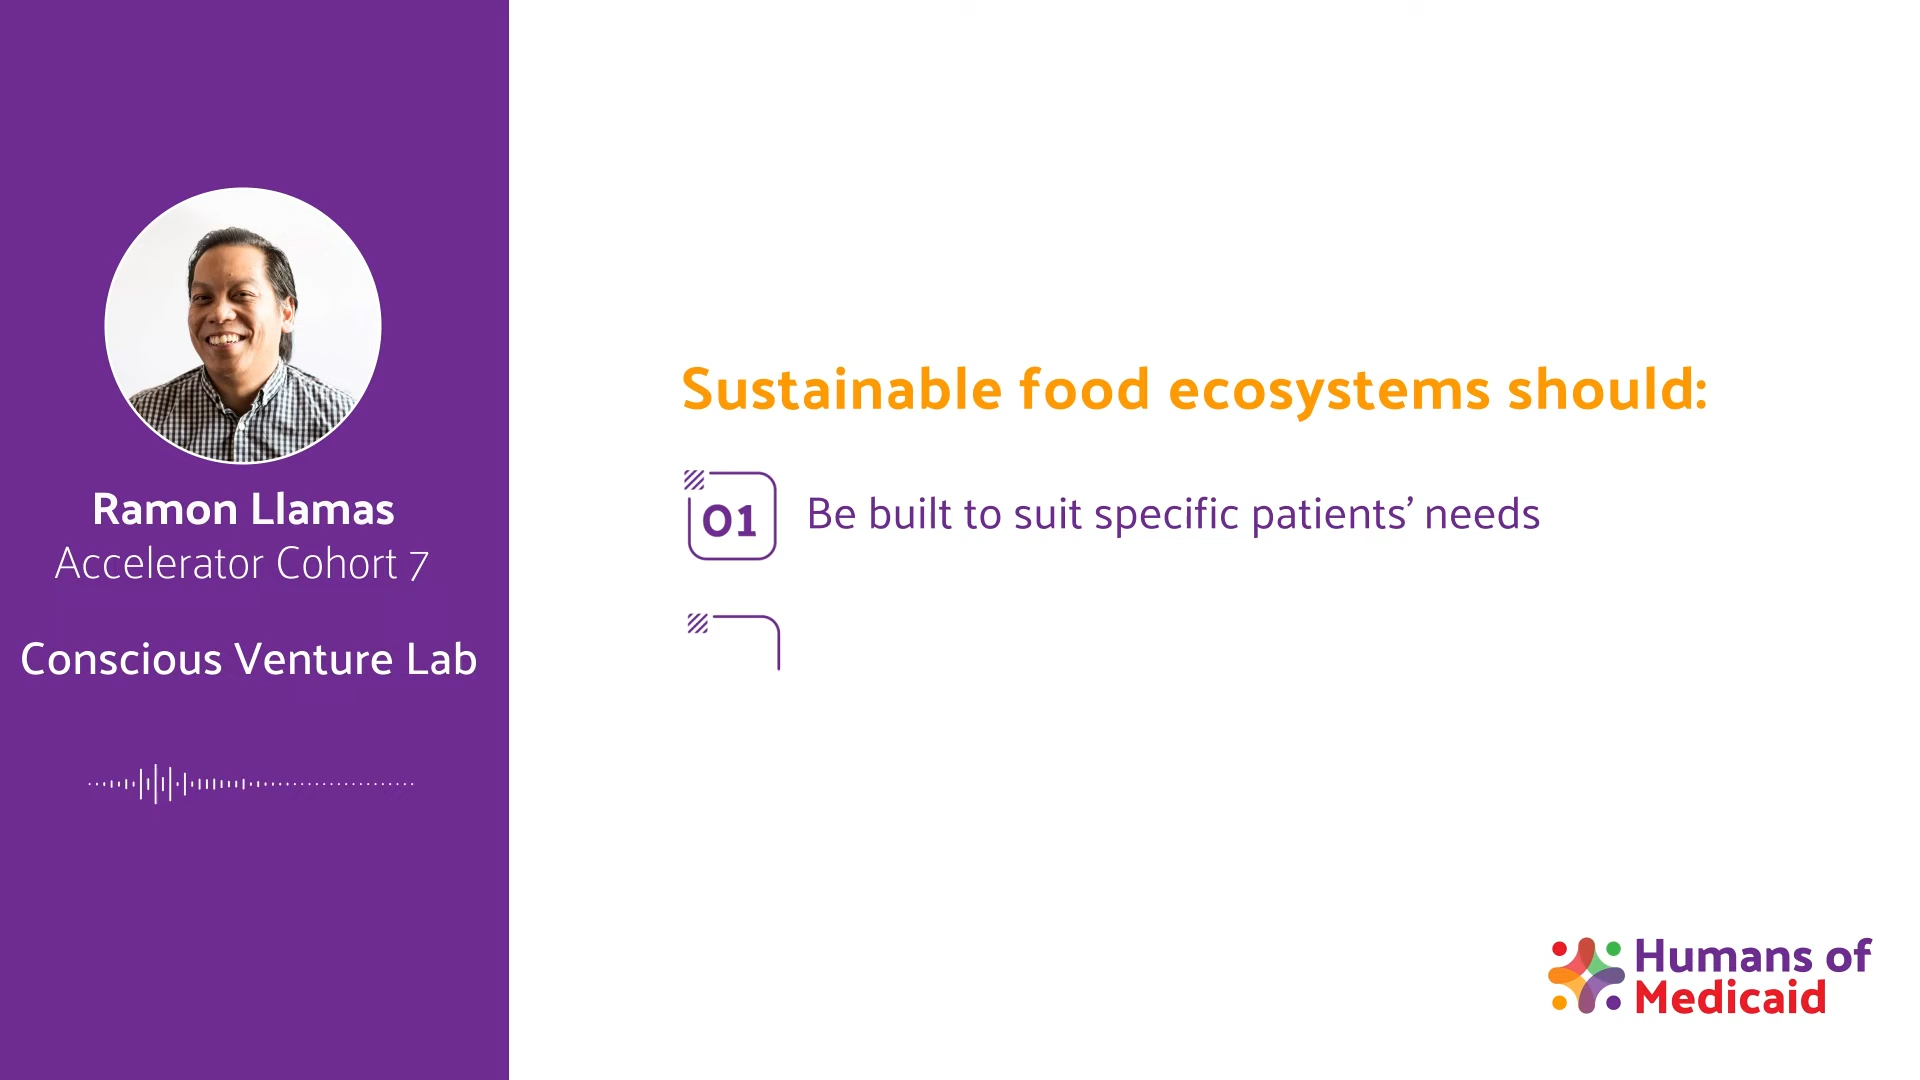 Ramon Llamas
Accelerator Cohort 7
Conscious Venture Lab
Sustainable food ecosystems should:
01
Be built to suit specific patients’ needs
Humans of
Medicaid